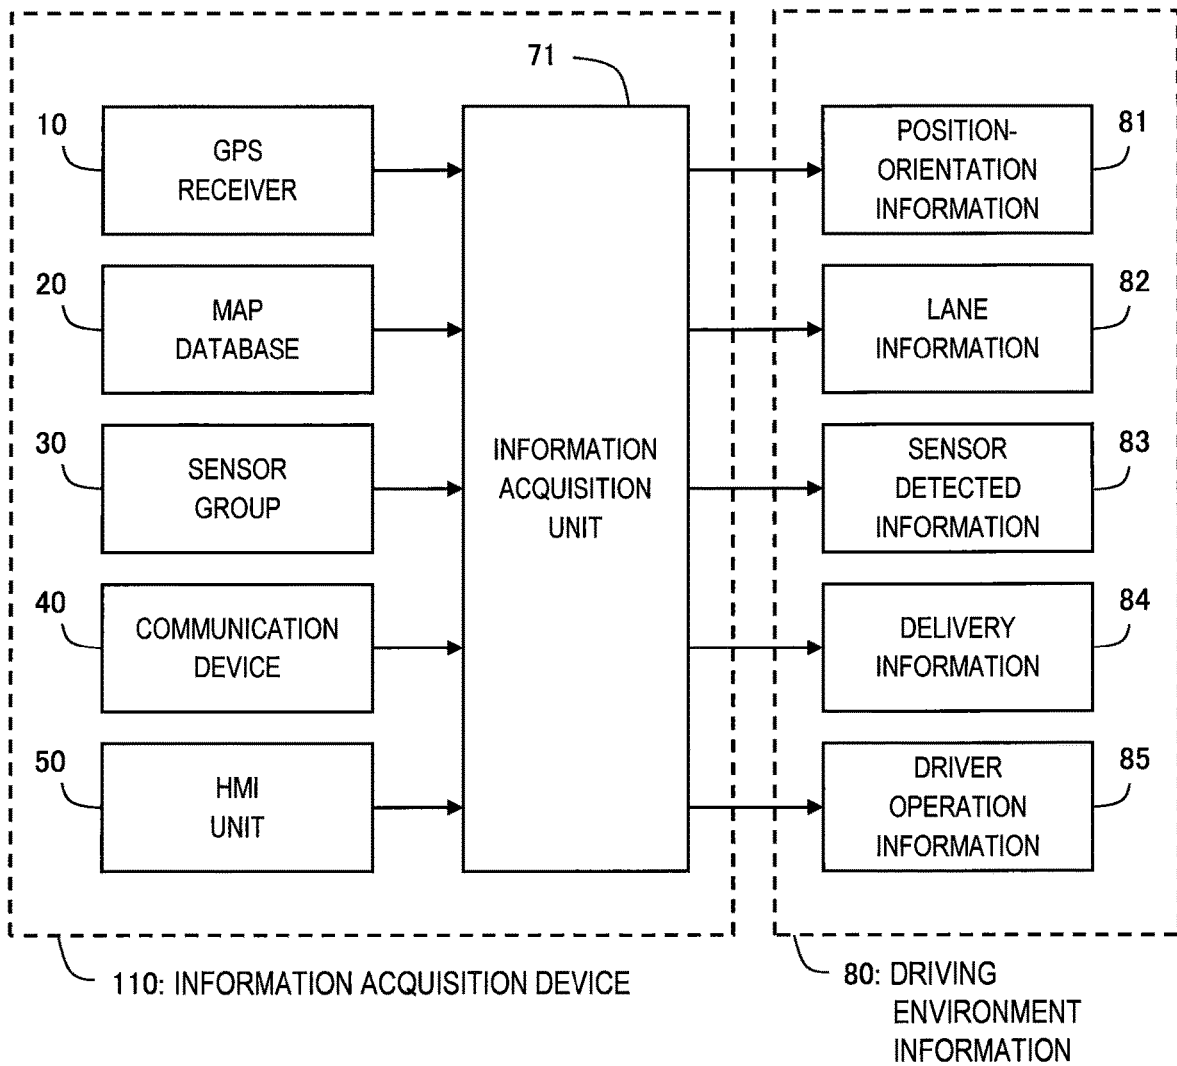 71
10
GPS
RECEIVER
20
MAP
DATABASE
30
SENSOR
GROUP
40
COMMUNICATION
DEVICE
50
HMI
UNIT
INFORMATION
ACQUISITION
UNIT
POSITION-
ORIENTATION
INFORMATION
81
LANE
INFORMATION
82
SENSOR
DETECTED
INFORMATION
83
DELIVERY
INFORMATION
84
DRIVER
OPERATION
INFORMATION
85
110: INFORMATION ACQUISITION DEVICE
80: DRIVING
ENVIRONMENT
INFORMATION